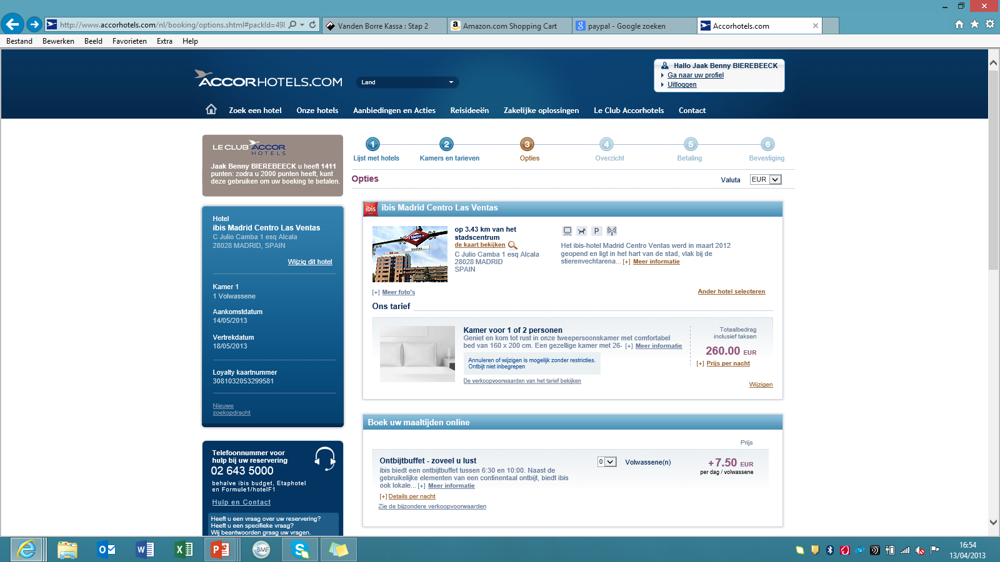 http://www.accorhotels.com/nl/booking/options.shtml#packId=498
Vanden Borre Kassa : Stap 2
Amazon.com Shopping Cart
paypal - Google zoeken
Accorhotels.com
Bestand Bewerken Beeld Favorieten Extra Help
ACCORHOTELS.COM
Land
Hallo Jaak Benny BIEREBEECK
Ga naar uw profiel
Uitloggen
Zoek een hotel Onze hotels Aanbiedingen en Acties Reisideeën Zakelijke oplossingen Le Club Accorhotels Contact
LE CLUB ACCOR
HOTELS
Jaak Benny BIEREBEECK u heeft 1411
punten: zodra u 2000 punten heeft, kunt
deze gebruiken om uw boeking te betalen.
1 2 3 4 5 6
Lijst met hotels Kamers en tarieven Opties Overzicht Betaling Bevestiging
Opties
Valuta EUR
Hotel
ibis Madrid Centro Las Ventas
C Julio Camba 1 esq Alcala
28028 MADRID, SPAIN
Wijzig dit hotel
Kamer 1
1 Volwassene
Aankomstdatum
14/05/2013
Vertrekdatum
18/05/2013
Loyalty kaartnummer
3081032053299581
Nieuwe
zoekopdracht
Telefoonnummer voor
hulp bij uw reservering
02 643 5000
behalve ibis budget, Etaphotel
en Formule1/hotelF1
Hulp en Contact
Heeft u een vraag over uw reservering?
Heeft u een specifieke vraag?
Wij beantwoorden graag uw vragen.
ibis
ibis Madrid Centro Las Ventas
Metro
Ventas
op 3.43 km van het
stadscentrum
de kaart bekijken
C Julio Camba 1 esq Alcala
28028 MADRID
SPAIN
P
Het ibis-hotel Madrid Centro Ventas werd in maart 2012
geopend en ligt in het hart van de stad, vlak bij de
stierenvechtarena... [+] Meer informatie
[+] Meer foto's
Ander hotel selecteren
Ons tarief
Kamer voor 1 of 2 personen
Geniet en kom tot rust in onze tweepersoonskamer met comfortabel
bed van 160 x 200 cm. Een gezellige kamer met 26- [+] Meer informatie
Annuleren of wijzigen is mogelijk zonder restricties.
Ontbijt niet inbegrepen
De verkoopvoorwaarden van het tarief bekijken
Totaalbedrag
inclusief taksen
260.00 EUR
[+] Prijs per nacht
Wijzigen
Boek uw maaltijden online
Prijs
Ontbijtbuffet - zoveel u lust
ibis biedt een ontbijtbuffet tussen 6:30 en 10:00. Naast de
gebruikelijke elementen van een continentaal ontbijt, biedt ibis
ook lokale... [+] Meer informatie
[+] Details per nacht
Zie de bijzondere verkoopvoorwaarden
0 Volwassene(n)
+7.50 EUR
per dag / volwassene
BMF
16:54
13/04/2013